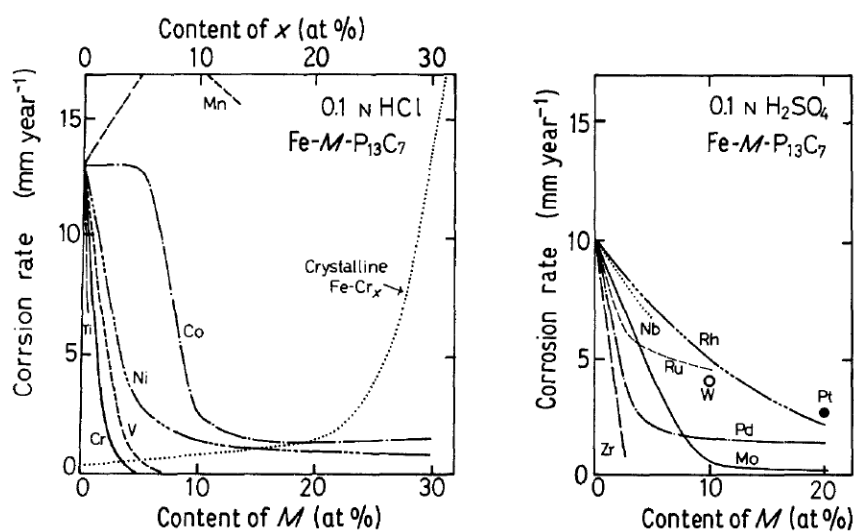 Content of x (at %)
0 10 20 30
0.1 N HCl
Fe-M-P13C7
Mn
15
10
5
0
Corrsion rate (mm year-1)
Crystalline
Fe-Crx
Ti
Co
Ni
V
Cr
0 10 20 30
Content of M (at %)
0.1 N H2SO4
Fe-M-P13C7
15
10
5
0
Corrosion rate (mm year-1)
Nb
Rh
Ru
W
Pt
Pd
Zr
Mo
0 10 20
Content of M (at %)